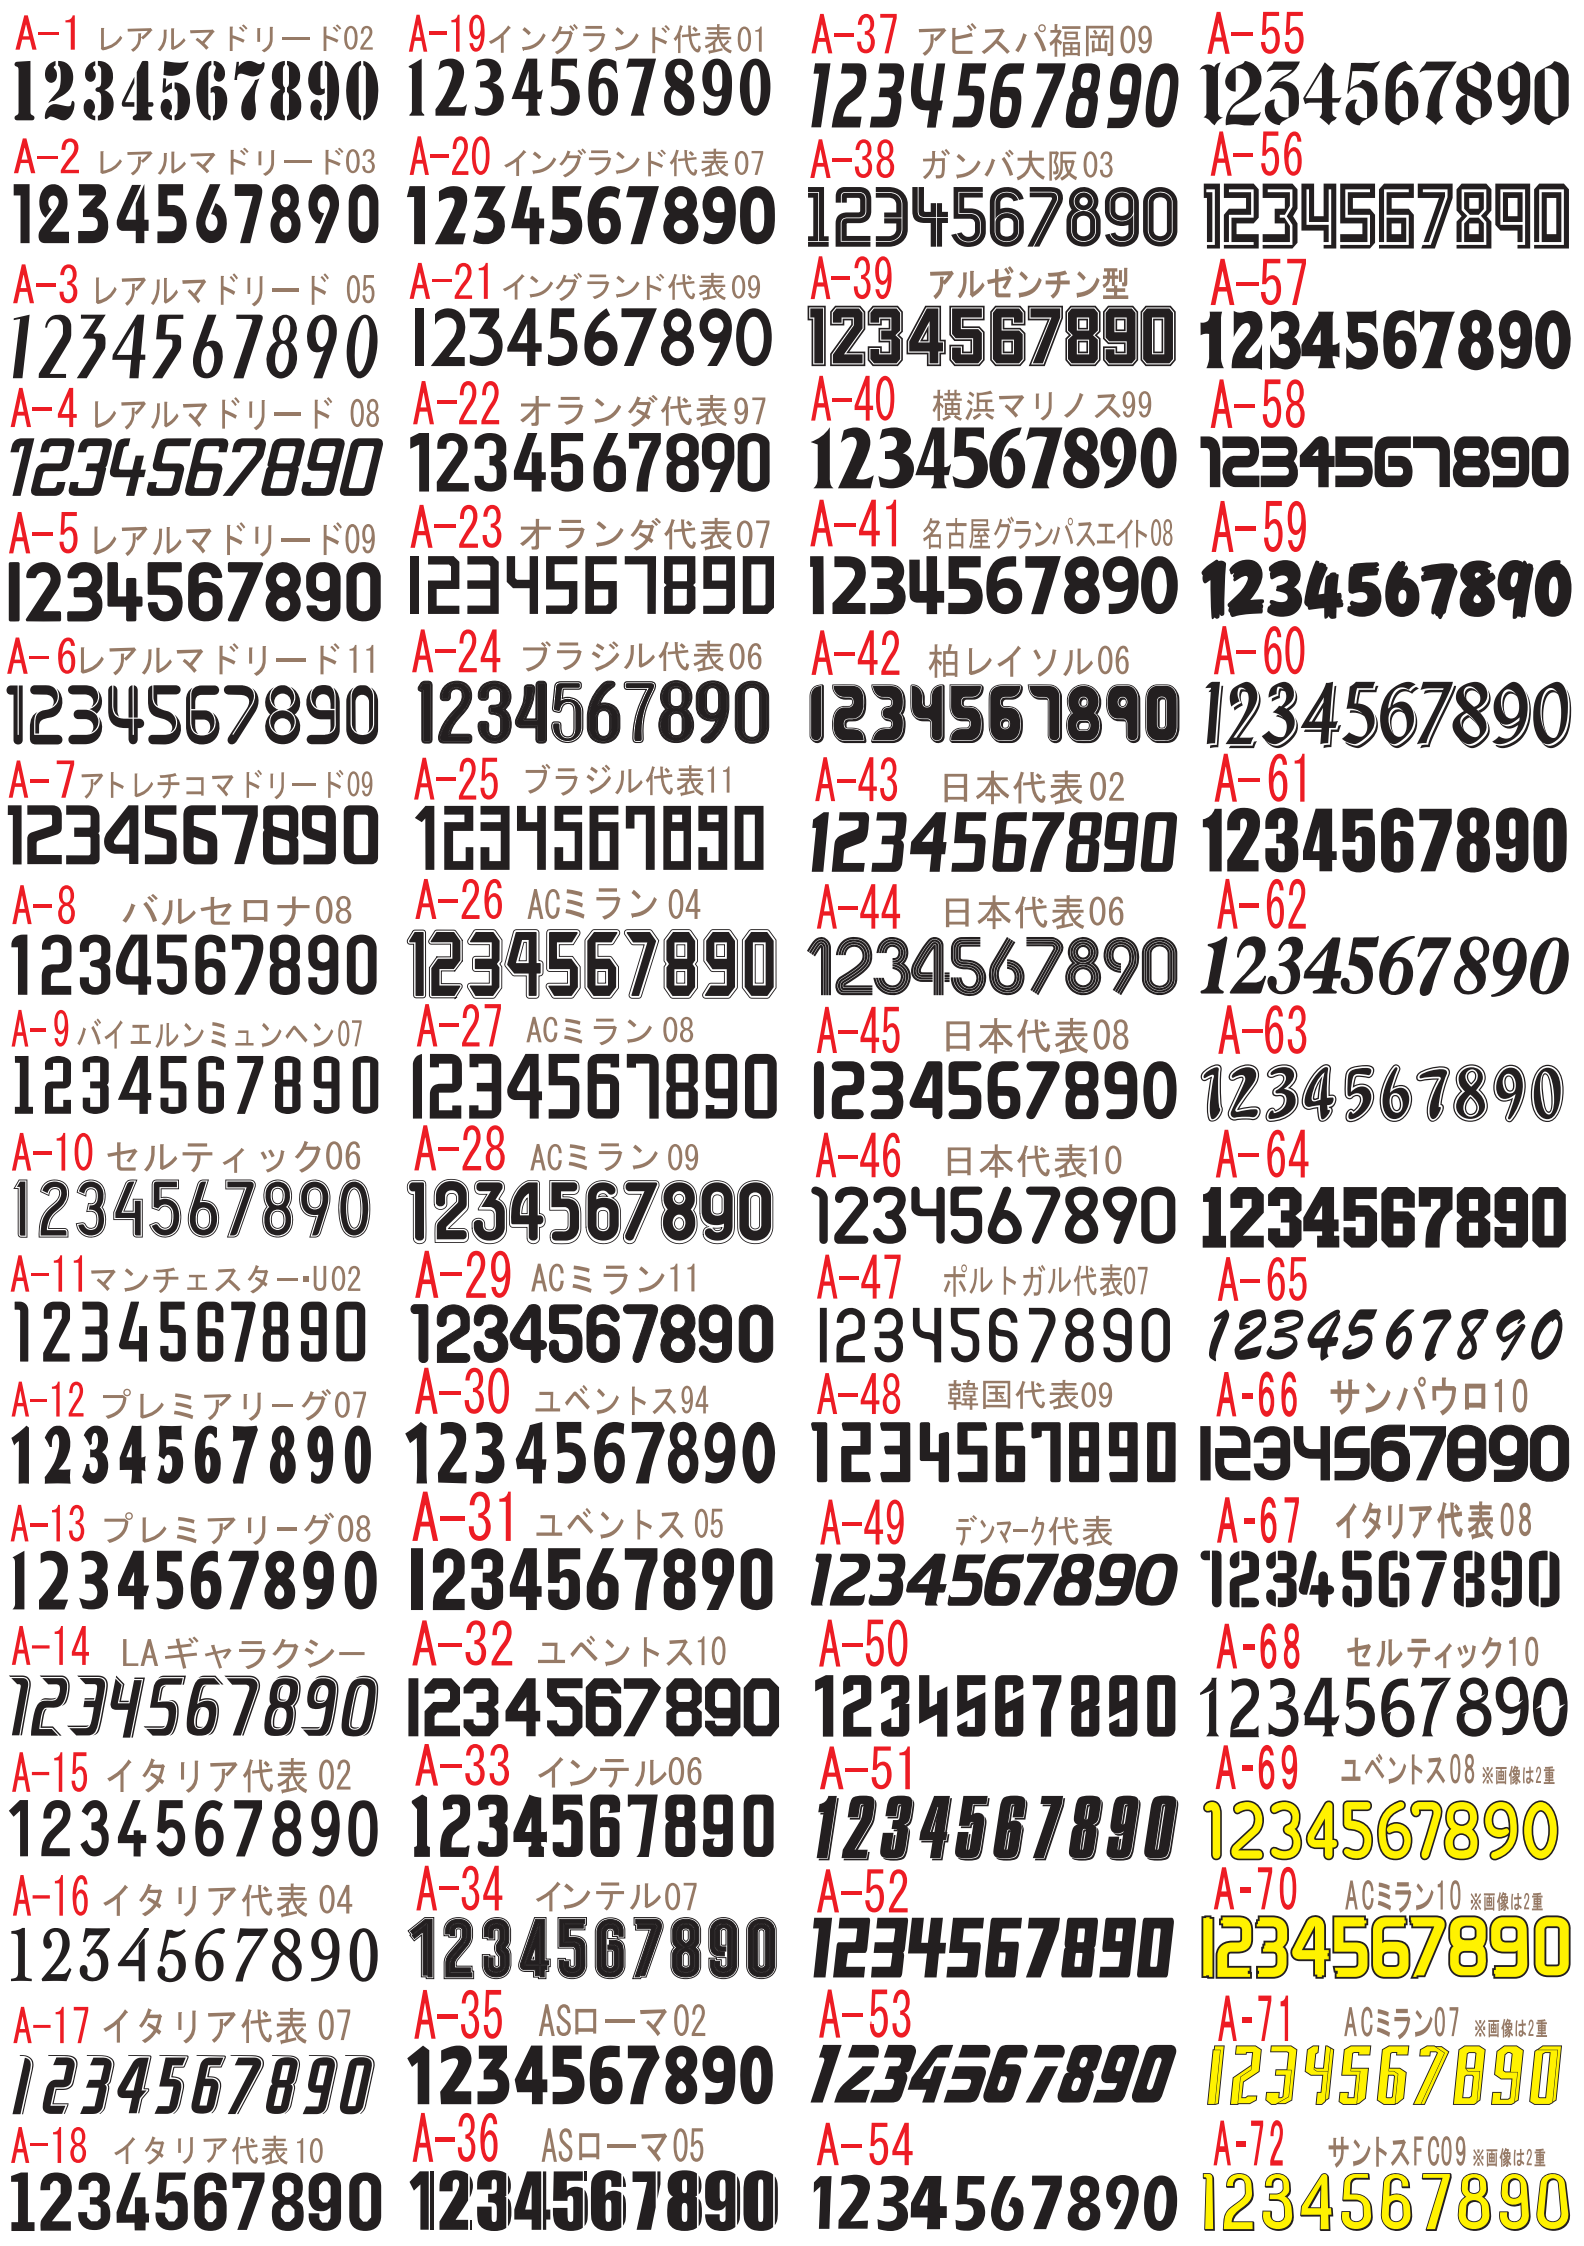 A-1 レアルマドリード02
1234567890
A-2 レアルマドリード03
1234567890
A-3 レアルマドリード 05
1234567890
A-4 レアルマドリード 08
1234567890
A-5 レアルマドリード09
1234567890
A-6レアルマドリード11
1234567890
A-7 アトレチコマドリード09
1234567890
A-8 バルセロナ08
1234567890
A-9 バイエルンミュンヘン07
1234567890
A-10 セルティック06
1234567890
A-11マンチェスター・U02
1234567890
A-12 プレミアリーグ07
1234567890
A-13 プレミアリーグ08
1234567890
A-14 LAギャラクシー
1234567890
A-15 イタリア代表 02
1234567890
A-16 イタリア代表 04
1234567890
A-17 イタリア代表 07
1234567890
A-18 イタリア代表10
1234567890
A-19イングランド代表01
1234567890
A-20 イングランド代表07
1234567890
A-21 イングランド代表09
1234567890
A-22 オランダ代表97
1234567890
A-23 オランダ代表07
1234567890
A-24 ブラジル代表06
1234567890
A-25 ブラジル代表11
1234567890
A-26 ACミラン 04
1234567890
A-27 ACミラン 08
1234567890
A-28 ACミラン 09
1234567890
A-29 ACミラン11
1234567890
A-30 ユベントス94
1234567890
A-31 ユベントス 05
1234567890
A-32 ユベントス10
1234567890
A-33 インテル06
1234567890
A-34 インテル07
1234567890
A-35 ASローマ02
1234567890
A-36 ASローマ05
1234567890
A-37 アビスパ福岡09
1234567890
A-38 ガンバ大阪03
1234567890
A-39 アルゼンチン型
1234567890
A-40 横浜マリノス99
1234567890
A-41 名古屋グランパスエイト08
1234567890
A-42 柏レイソル06
1234567890
A-43 日本代表02
1234567890
A-44 日本代表06
1234567890
A-45 日本代表08
1234567890
A-46 日本代表10
1234567890
A-47 ポルトガル代表07
1234567890
A-48 韓国代表09
1234567890
A-49 デンマーク代表
1234567890
A-50
1234567890
A-51
1234567890
A-52
1234567890
A-53
1234567890
A-54
1234567890
A-55
1234567890
A-56
1234567890
A-57
1234567890
A-58
1234567890
A-59
1234567890
A-60
1234567890
A-61
1234567890
A-62
1234567890
A-63
1234567890
A-64
1234567890
A-65
1234567890
A-66 サンパウロ10
1234567890
A-67 イタリア代表08
1234567890
A-68 セルティック10
1234567890
A-69 ユベントス08 ※画像は2重
1234567890
A-70 ACミラン10 ※画像は2重
1234567890
A-71 ACミラン07 ※画像は2重
1234567890
A-72 サントスFC09 ※画像は2重
1234567890